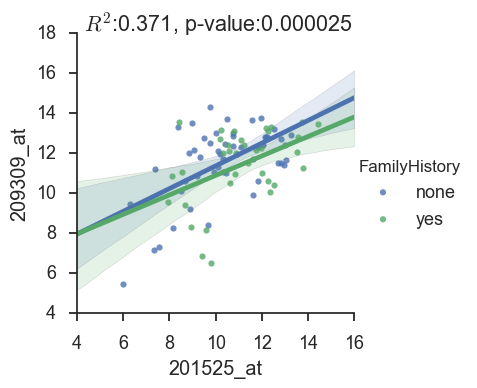 R²:0.371, p-value:0.000025
18
16
14
12
10
8
6
4
209309_at
4 6 8 10 12 14 16
201525_at
FamilyHistory
none
yes